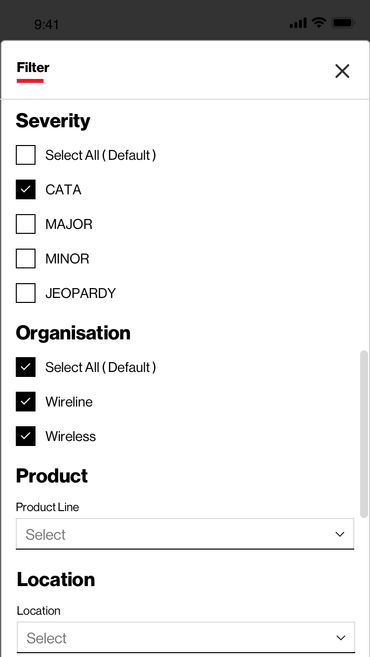 9:41
Filter
Severity
Select All ( Default )
CATA
MAJOR
MINOR
JEOPARDY
Organisation
Select All ( Default )
Wireline
Wireless
Product
Product Line
Select
Location
Location
Select